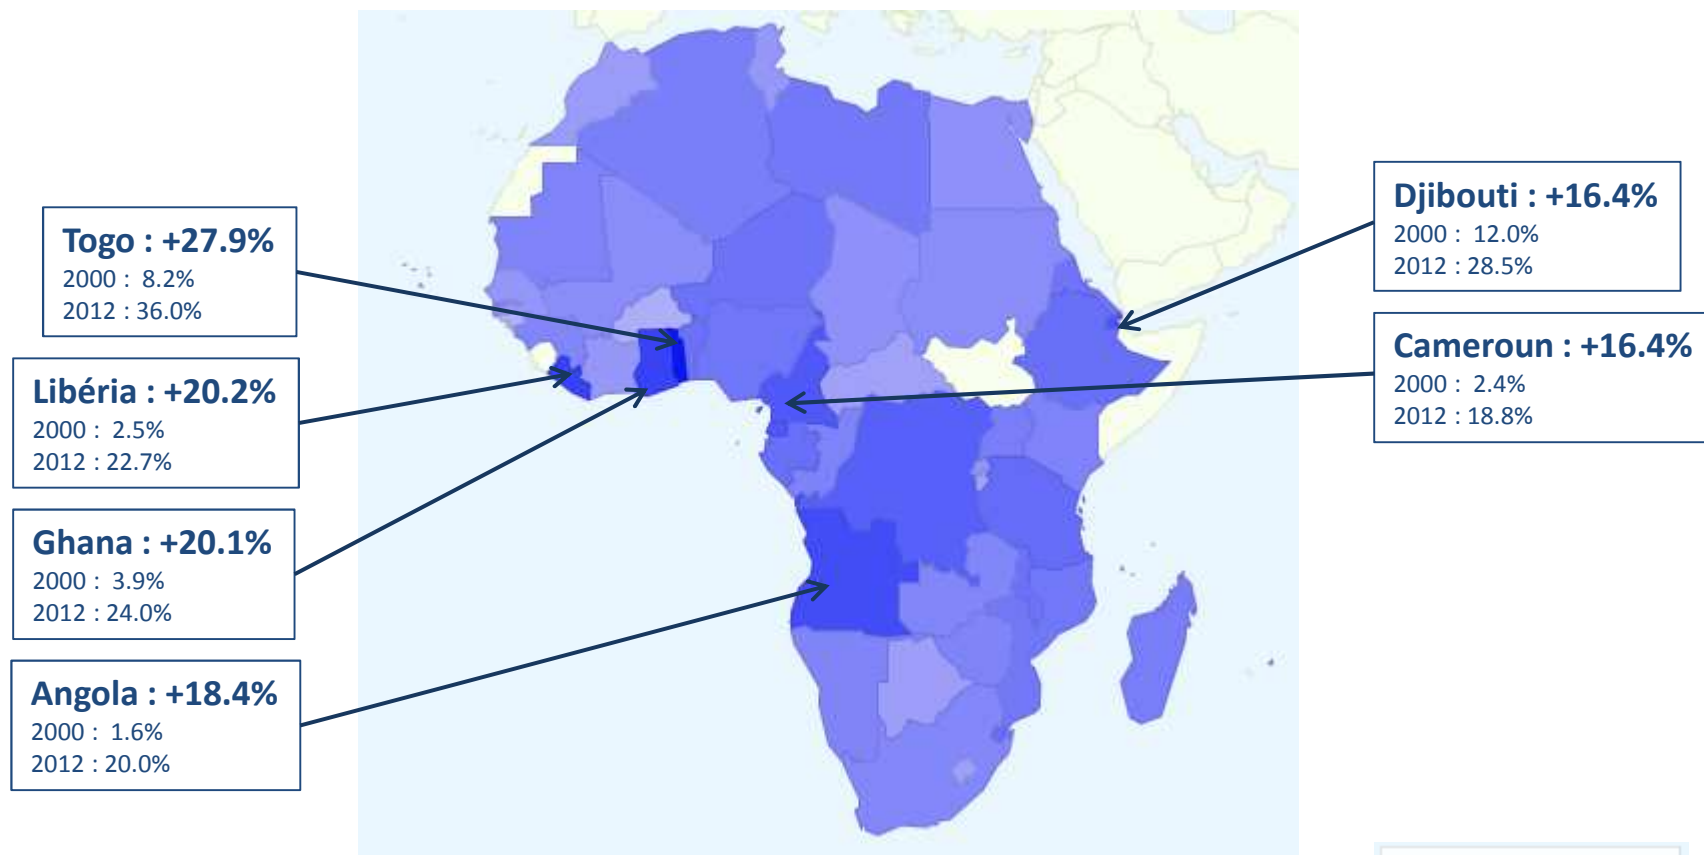 Togo : +27.9%
2000 : 8.2%
2012 : 36.0%
Libéria : +20.2%
2000 : 2.5%
2012 : 22.7%
Ghana : +20.1%
2000 : 3.9%
2012 : 24.0%
Angola : +18.4%
2000 : 1.6%
2012 : 20.0%
Djibouti : +16.4%
2000 : 12.0%
2012 : 28.5%
Cameroun : +16.4%
2000 : 2.4%
2012 : 18.8%